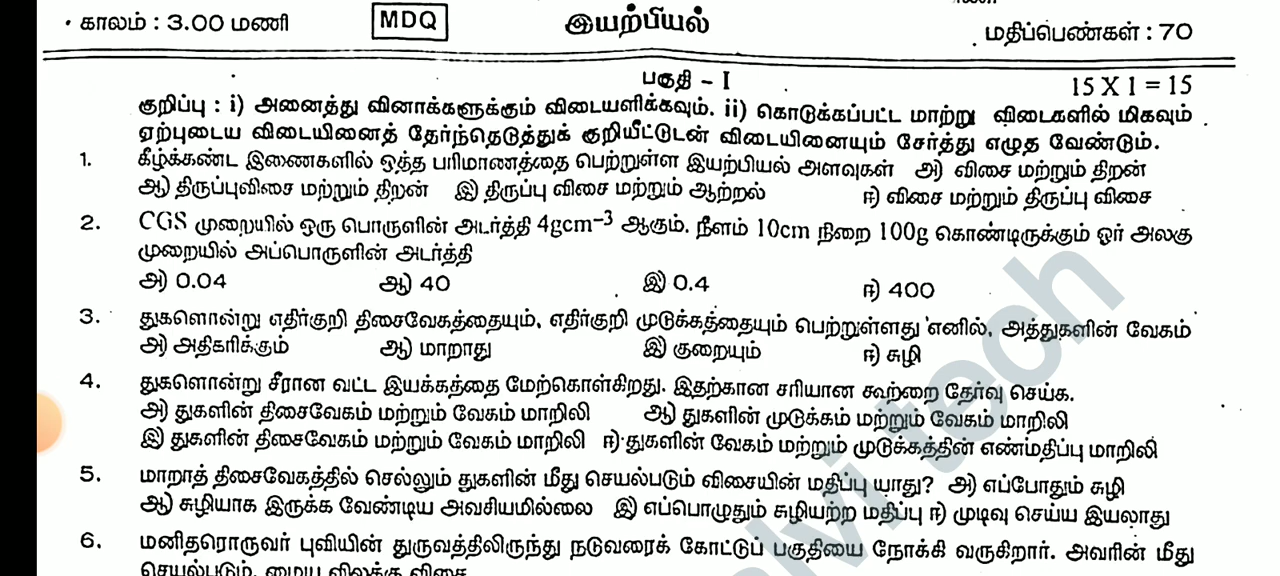 • காலம் : 3.00 மணி MDQ இயற்பியல் மதிப்பெண்கள் : 70
பகுதி – I 15 X 1 = 15
குறிப்பு : i) அனைத்து வினாக்களுக்கும் விடையளிக்கவும். ii) கொடுக்கப்பட்ட மாற்று விடைகளில் மிகவும்
ஏற்புடைய விடையினைத் தேர்ந்தெடுத்துக் குறியீட்டுடன் விடையினையும் சேர்த்து எழுத வேண்டும்.
1. கீழ்க்கண்ட இணைகளில் ஒத்த பரிமாணத்தை பெற்றுள்ள இயற்பியல் அளவுகள் அ) விசை மற்றும் திறன்
ஆ) திருப்புவிசை மற்றும் திறன் இ) திருப்பு விசை மற்றும் ஆற்றல் ஈ) விசை மற்றும் திருப்பு விசை
2. CGS முறையில் ஒரு பொருளின் அடர்த்தி 4gcm⁻³ ஆகும். நீளம் 10cm நிறை 100g கொண்டிருக்கும் ஓர் அலகு
முறையில் அப்பொருளின் அடர்த்தி
அ) 0.04 ஆ) 40 இ) 0.4 ஈ) 400
3. துகளொன்று எதிர்குறி திசைவேகத்தையும், எதிர்குறி முடுக்கத்தையும் பெற்றுள்ளது எனில், அத்துகளின் வேகம்
அ) அதிகரிக்கும் ஆ) மாறாது இ) குறையும் ஈ) சுழி
4. துகளொன்று சீரான வட்ட இயக்கத்தை மேற்கொள்கிறது. இதற்கான சரியான கூற்றை தேர்வு செய்க.
அ) துகளின் திசைவேகம் மற்றும் வேகம் மாறிலி ஆ) துகளின் முடுக்கம் மற்றும் வேகம் மாறிலி
இ) துகளின் திசைவேகம் மற்றும் வேகம் மாறிலி ஈ) துகளின் வேகம் மற்றும் முடுக்கத்தின் எண்மதிப்பு மாறிலி
5. மாறாத் திசைவேகத்தில் செல்லும் துகளின் மீது செயல்படும் விசையின் மதிப்பு யாது? அ) எப்போதும் சுழி
ஆ) சுழியாக இருக்க வேண்டிய அவசியமில்லை இ) எப்பொழுதும் சுழியற்ற மதிப்பு ஈ) முடிவு செய்ய இயலாது
6. மனிதரொருவர் புவியின் துருவத்திலிருந்து நடுவரைக் கோட்டுப் பகுதியை நோக்கி வருகிறார். அவரின் மீது
செயல்படும். மைய விலக்கு விசை
tech